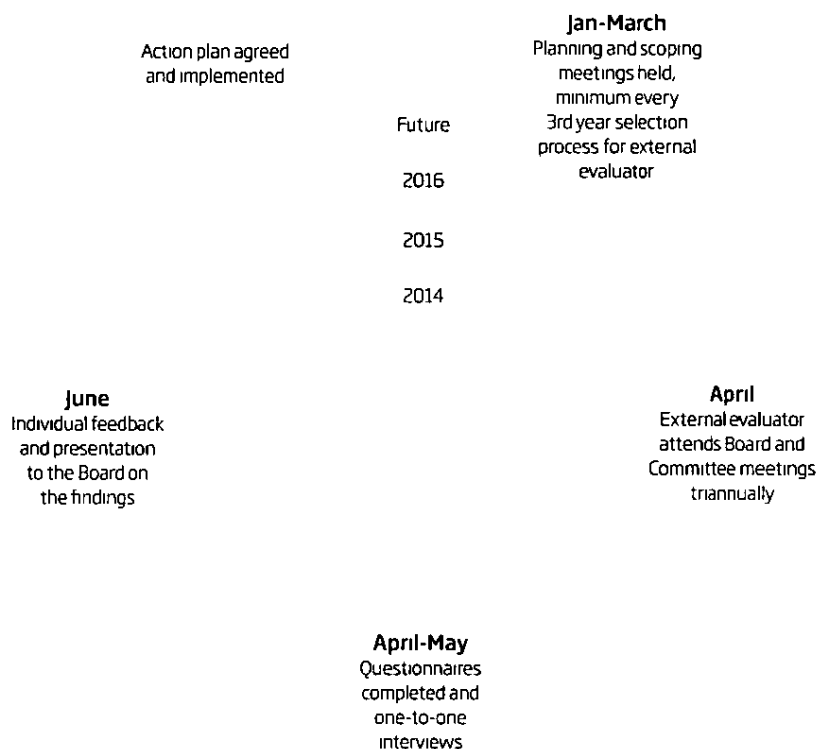 Jan-March
Planning and scoping
meetings held,
minimum every
3rd year selection
process for external
evaluator
April
External evaluator
attends Board and
Committee meetings
triannually
April-May
Questionnaires
completed and
one-to-one
interviews
June
Individual feedback
and presentation
to the Board on
the findings
Action plan agreed
and implemented
Future
2016
2015
2014